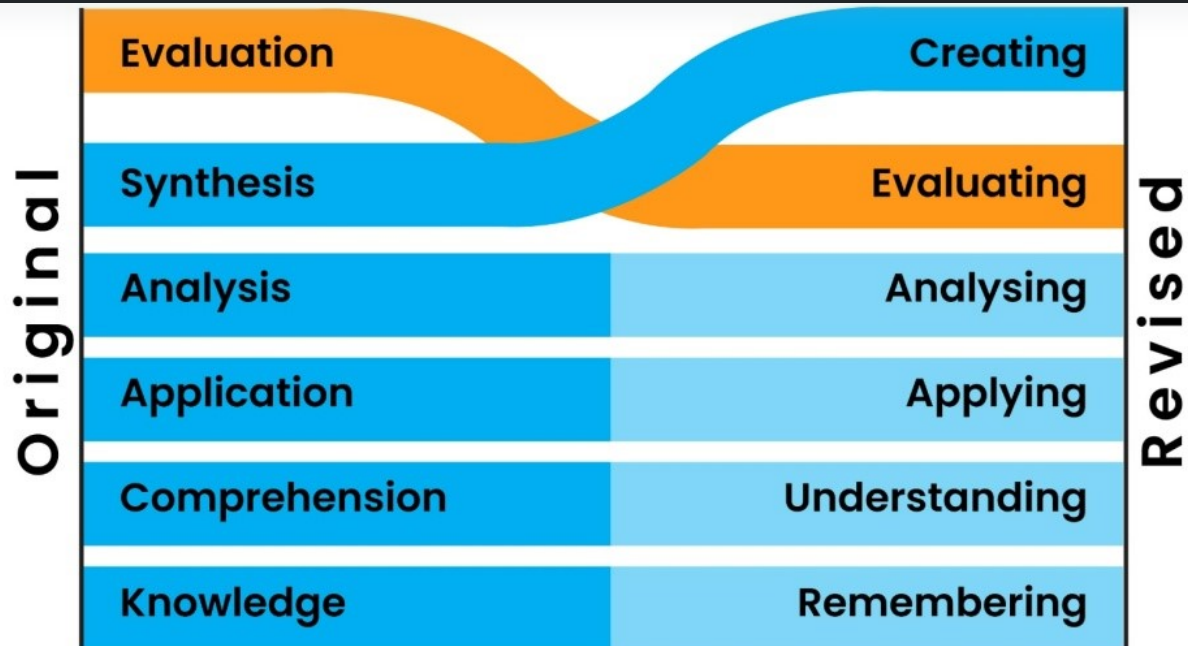 Original
Revised
Evaluation
Creating
Synthesis
Evaluating
Analysis
Analysing
Application
Applying
Comprehension
Understanding
Knowledge
Remembering